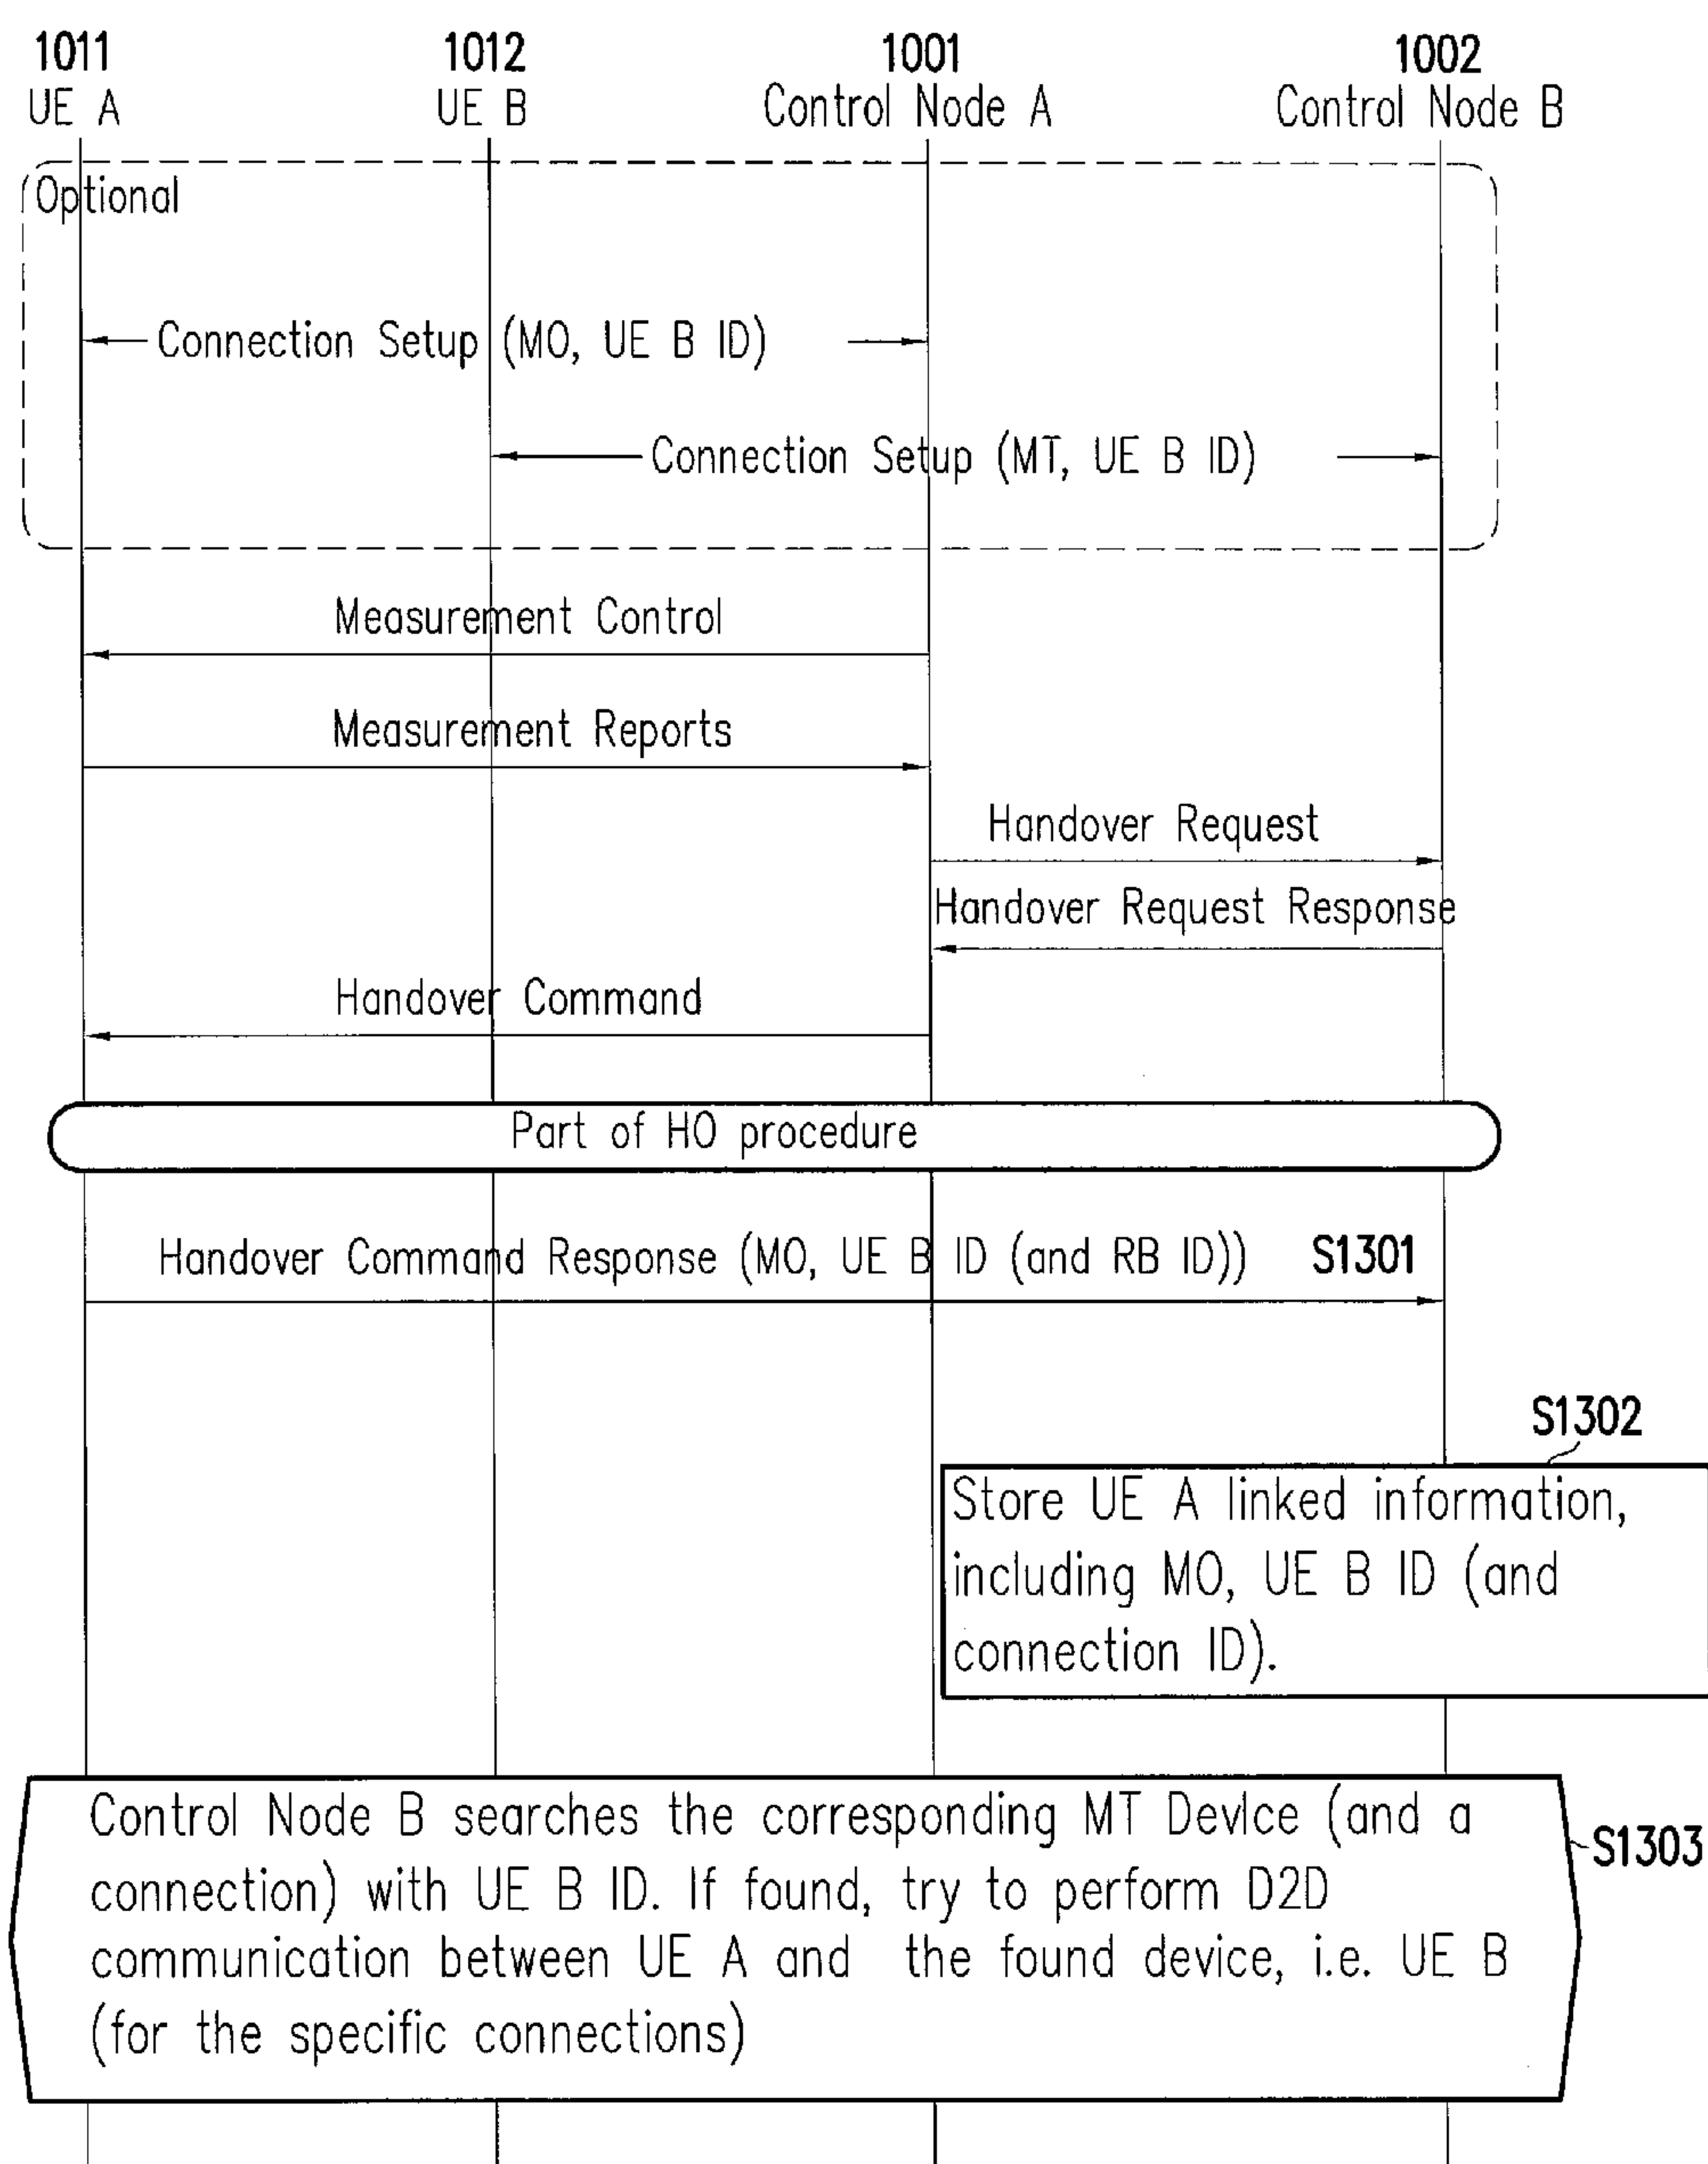 1011 1012 1001 1002
UE A UE B Control Node A Control Node B
Optional
Connection Setup (MO, UE B ID)
Connection Setup (MT, UE B ID)
Measurement Control
Measurement Reports
Handover Request
Handover Request Response
Handover Command
Part of HO procedure
Handover Command Response (MO, UE B ID (and RB ID)) S1301
S1302
Store UE A linked information,
including MO, UE B ID (and
connection ID).
Control Node B searches the corresponding MT Device (and a
connection) with UE B ID. If found, try to perform D2D
communication between UE A and the found device, i.e. UE B
(for the specific connections)
S1303